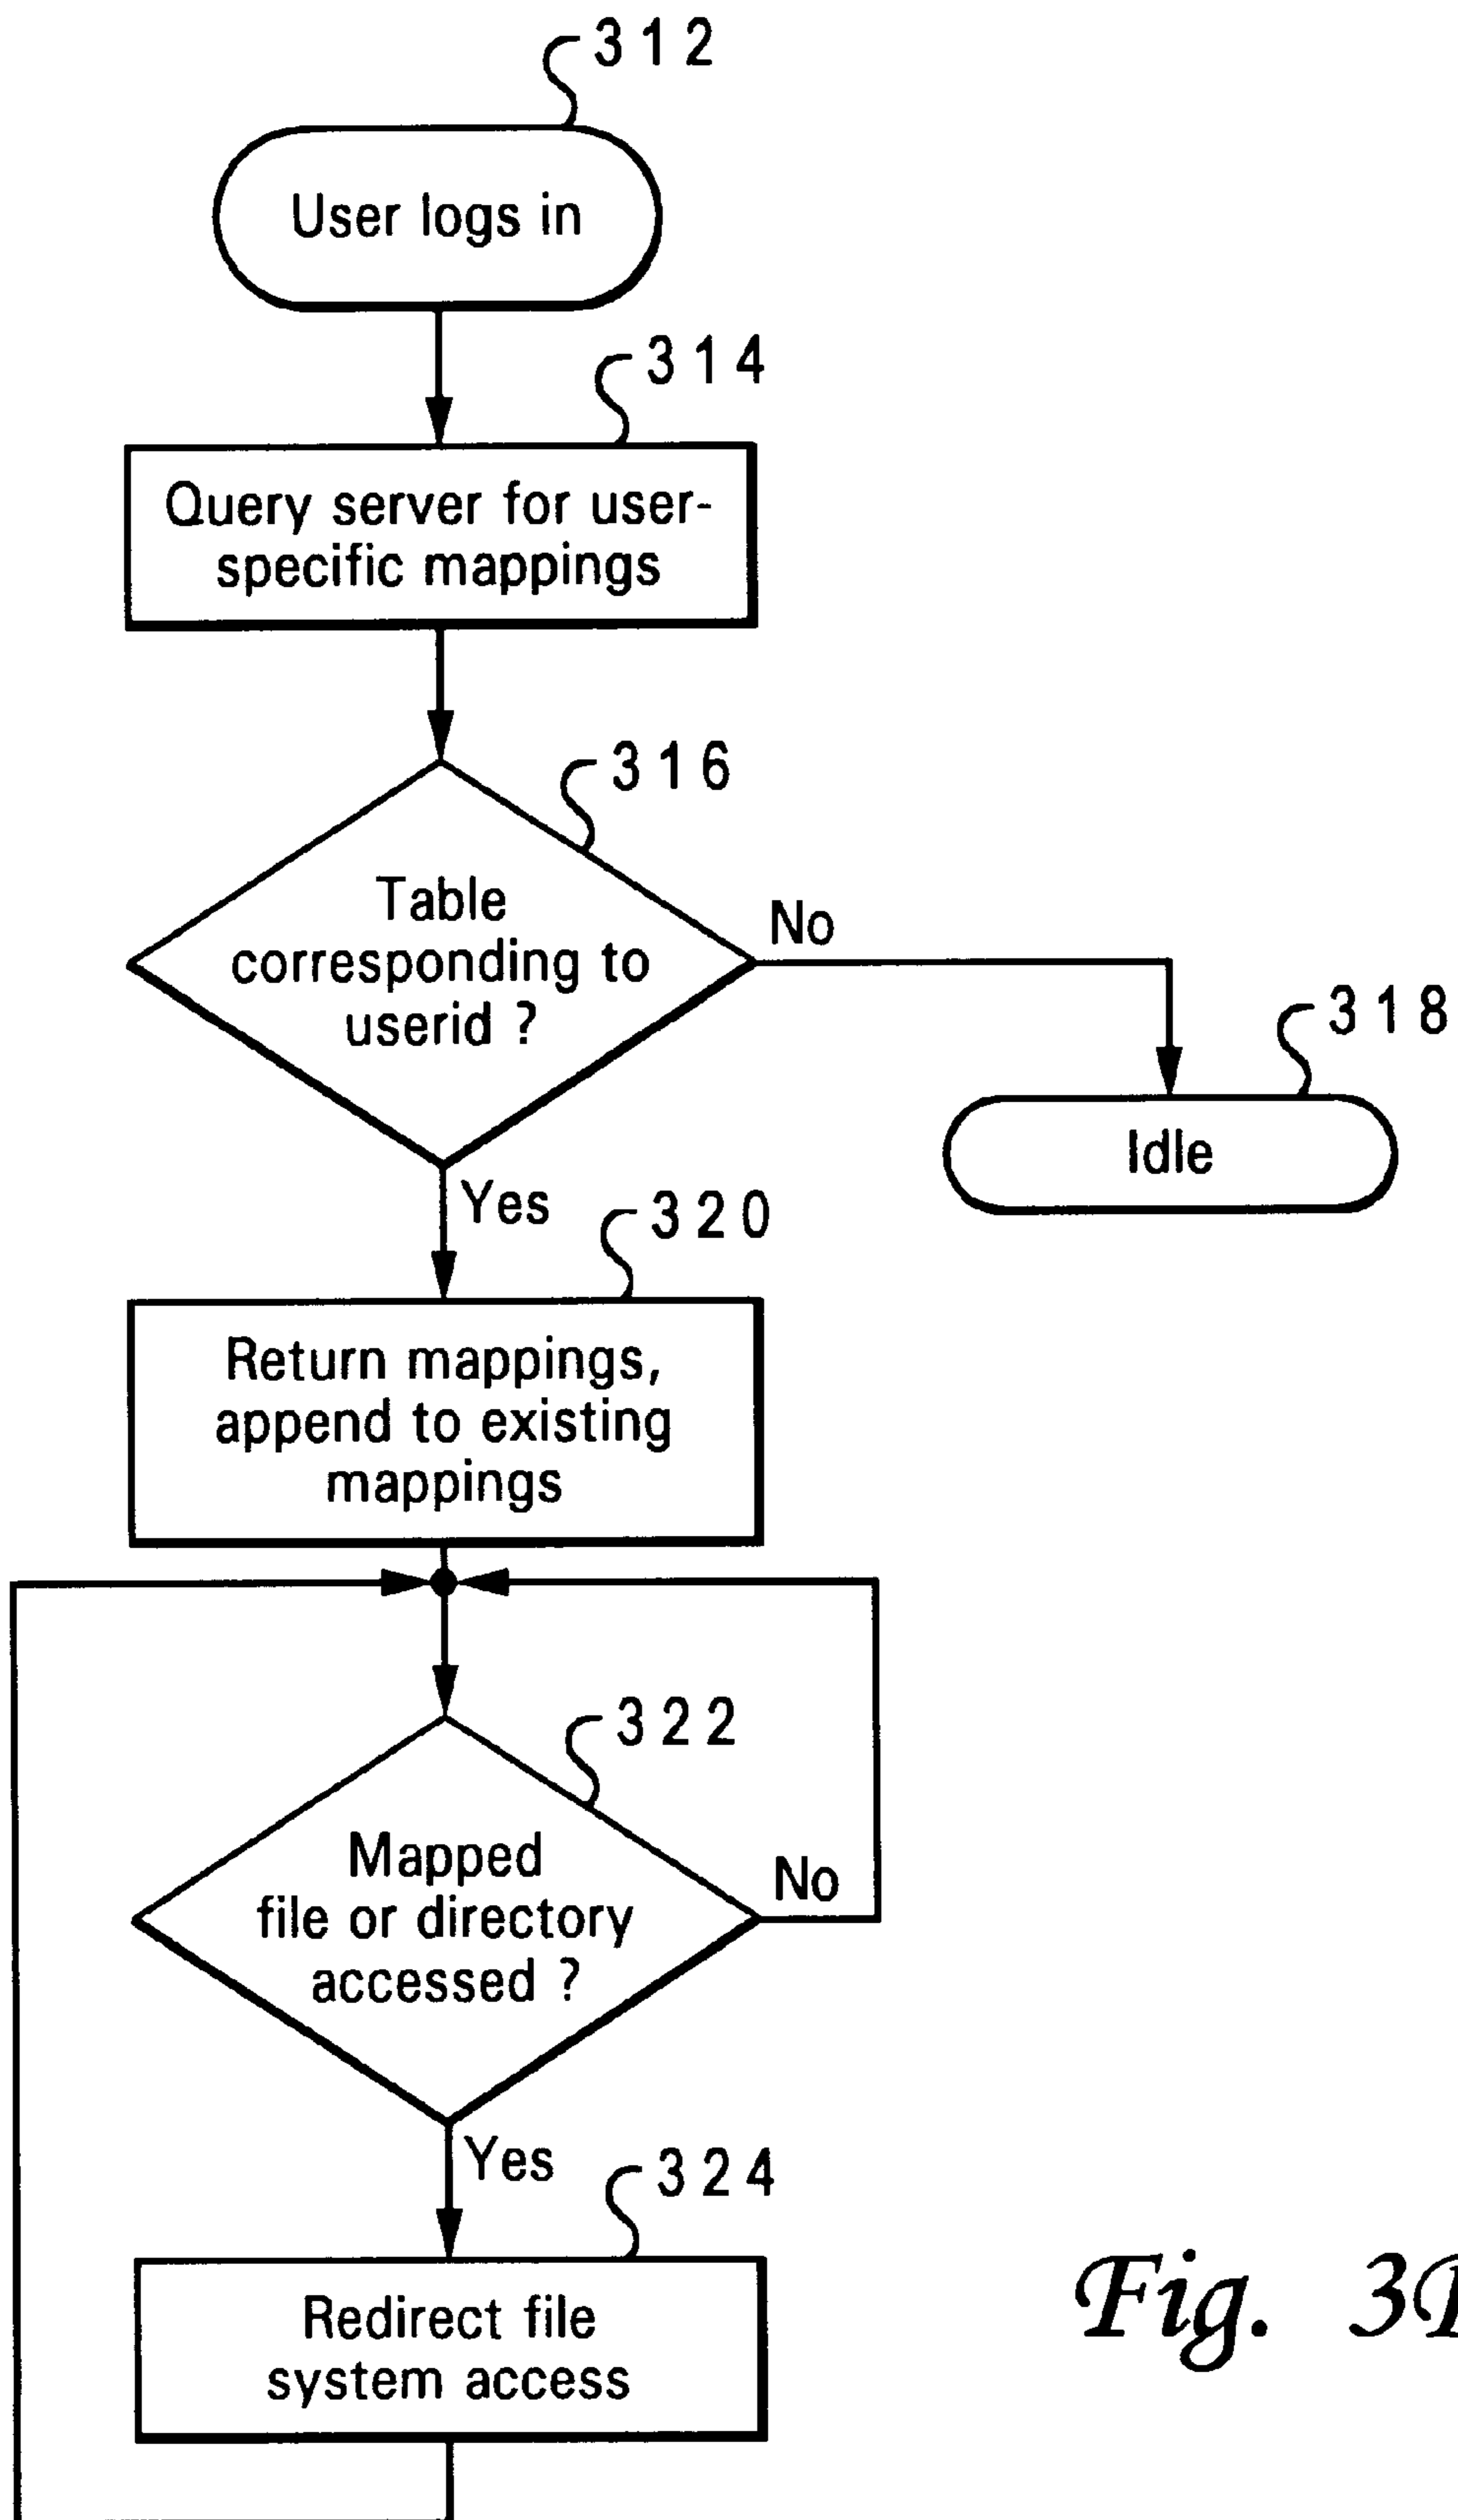 312
User logs in
314
Query server for user-
specific mappings
316
Table
corresponding to
userid ?
No
318
Idle
Yes
320
Return mappings,
append to existing
mappings
322
Mapped
file or directory
accessed ?
No
Yes
324
Redirect file
system access
Fig.